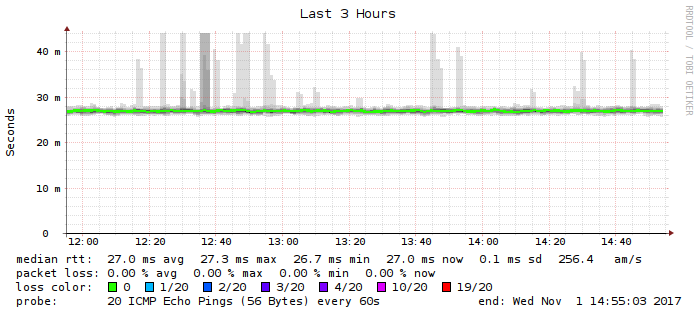 Last 3 Hours
RRDTOOL / TOBI OETIKER
Seconds
40 m
30 m
20 m
10 m
0
12:00 12:20 12:40 13:00 13:20 13:40 14:00 14:20 14:40
median rtt: 27.0 ms avg 27.3 ms max 26.7 ms min 27.0 ms now 0.1 ms sd 256.4 am/s
packet loss: 0.00 % avg 0.00 % max 0.00 % min 0.00 % now
loss color: 0 1/20 2/20 3/20 4/20 10/20 19/20
probe: 20 ICMP Echo Pings (56 Bytes) every 60s end: Wed Nov 1 14:55:03 2017